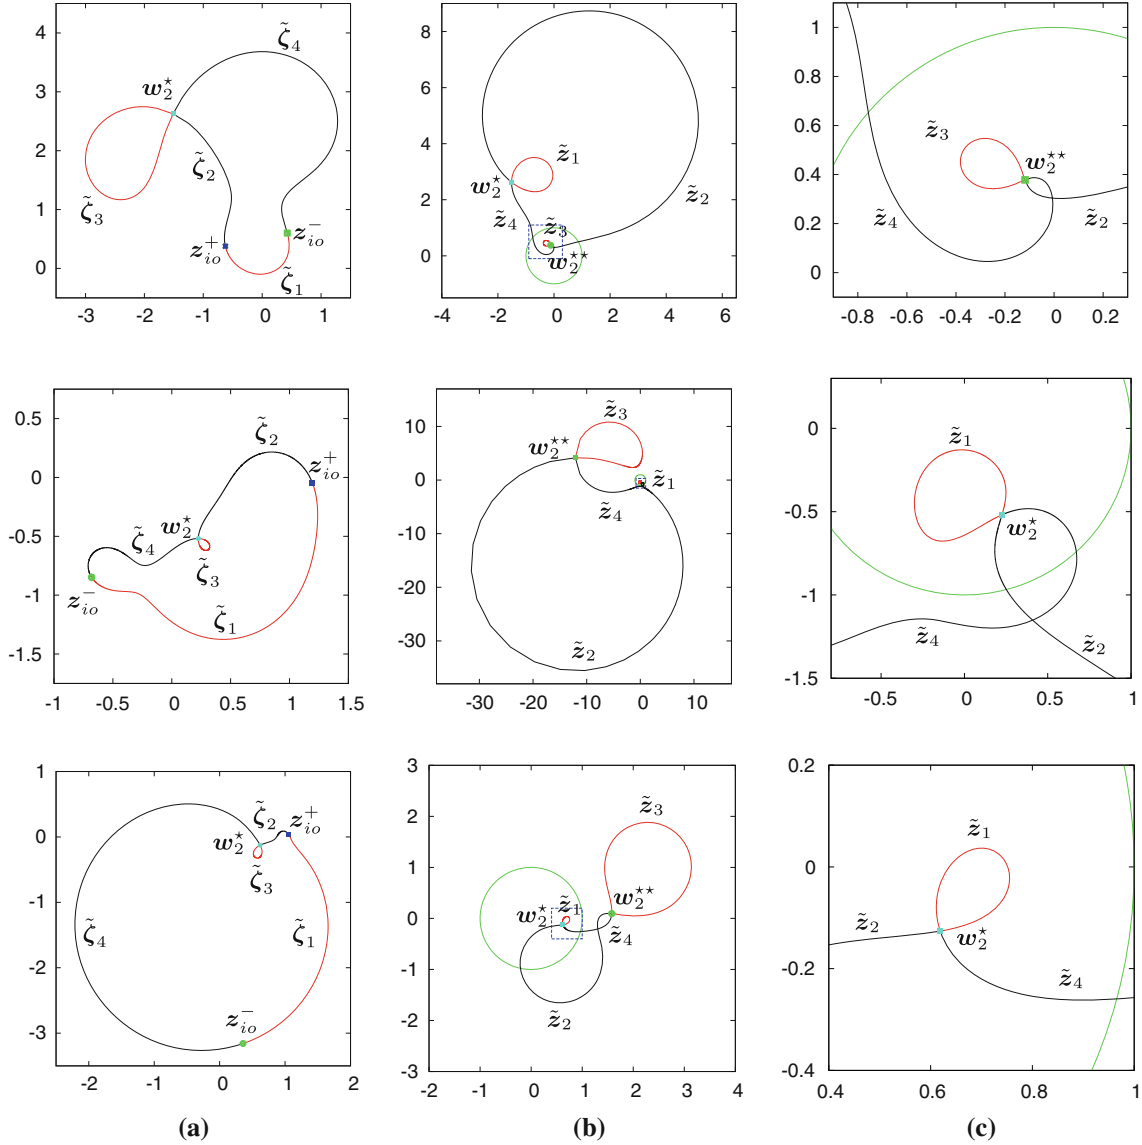 4
3
2
1
0
-3 -2 -1 0 1
ζ̃₄
w₂⋆
ζ̃₂
ζ̃₃
z_{io}^+
z_{io}^-
ζ̃₁
8
6
4
2
0
-4 -2 0 2 4 6
z̃₁
w₂⋆
z̃₂
z̃₄
z̃₃
w₂⋆⋆
1
0.8
0.6
0.4
0.2
0
-0.8 -0.6 -0.4 -0.2 0 0.2
z̃₃
w₂⋆⋆
z̃₄
z̃₂
0.5
0
-0.5
-1
-1.5
-1 -0.5 0 0.5 1 1.5
ζ̃₂
z_{io}^+
w₂⋆
ζ̃₄
ζ̃₃
z_{io}^-
ζ̃₁
10
0
-10
-20
-30
-30 -20 -10 0 10
z̃₃
w₂⋆⋆
z̃₁
z̃₄
z̃₂
0
-0.5
-1
-1.5
-0.5 0 0.5 1
z̃₁
w₂⋆
z̃₄
z̃₂
1
0
-1
-2
-3
-2 -1 0 1 2
ζ̃₂
z_{io}^+
w₂⋆
ζ̃₃
ζ̃₄
ζ̃₁
z_{io}^-
3
2
1
0
-1
-2
-3
-2 -1 0 1 2 3 4
z̃₃
w₂⋆⋆
w₂⋆
z̃₁
z̃₄
z̃₂
0.2
0
-0.2
-0.4
0.4 0.6 0.8 1
z̃₁
z̃₂
w₂⋆
z̃₄
(a) (b) (c)